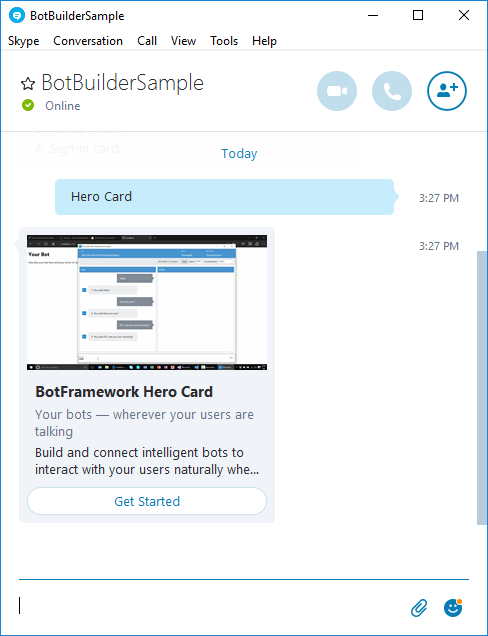 BotBuilderSample
Skype Conversation Call View Tools Help
BotBuilderSample
Online
4. Sign-in card
Today
Hero Card
3:27 PM
3:27 PM
Your Bot
BotFramework Hero Card
Your bots — wherever your users are
talking
Build and connect intelligent bots to
interact with your users naturally whe...
Get Started